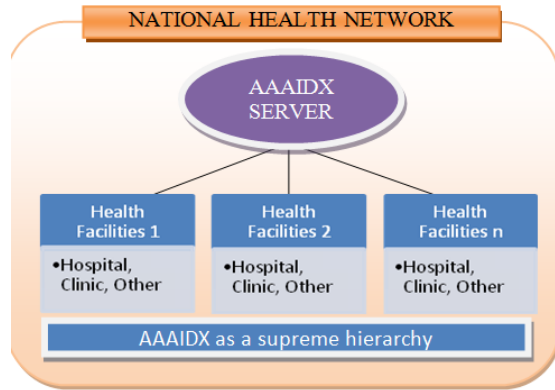 NATIONAL HEALTH NETWORK
AAAIDX
SERVER
Health
Facilities 1
•Hospital,
Clinic, Other
Health
Facilities 2
•Hospital,
Clinic, Other
Health
Facilities n
•Hospital,
Clinic, Other
AAAIDX as a supreme hierarchy